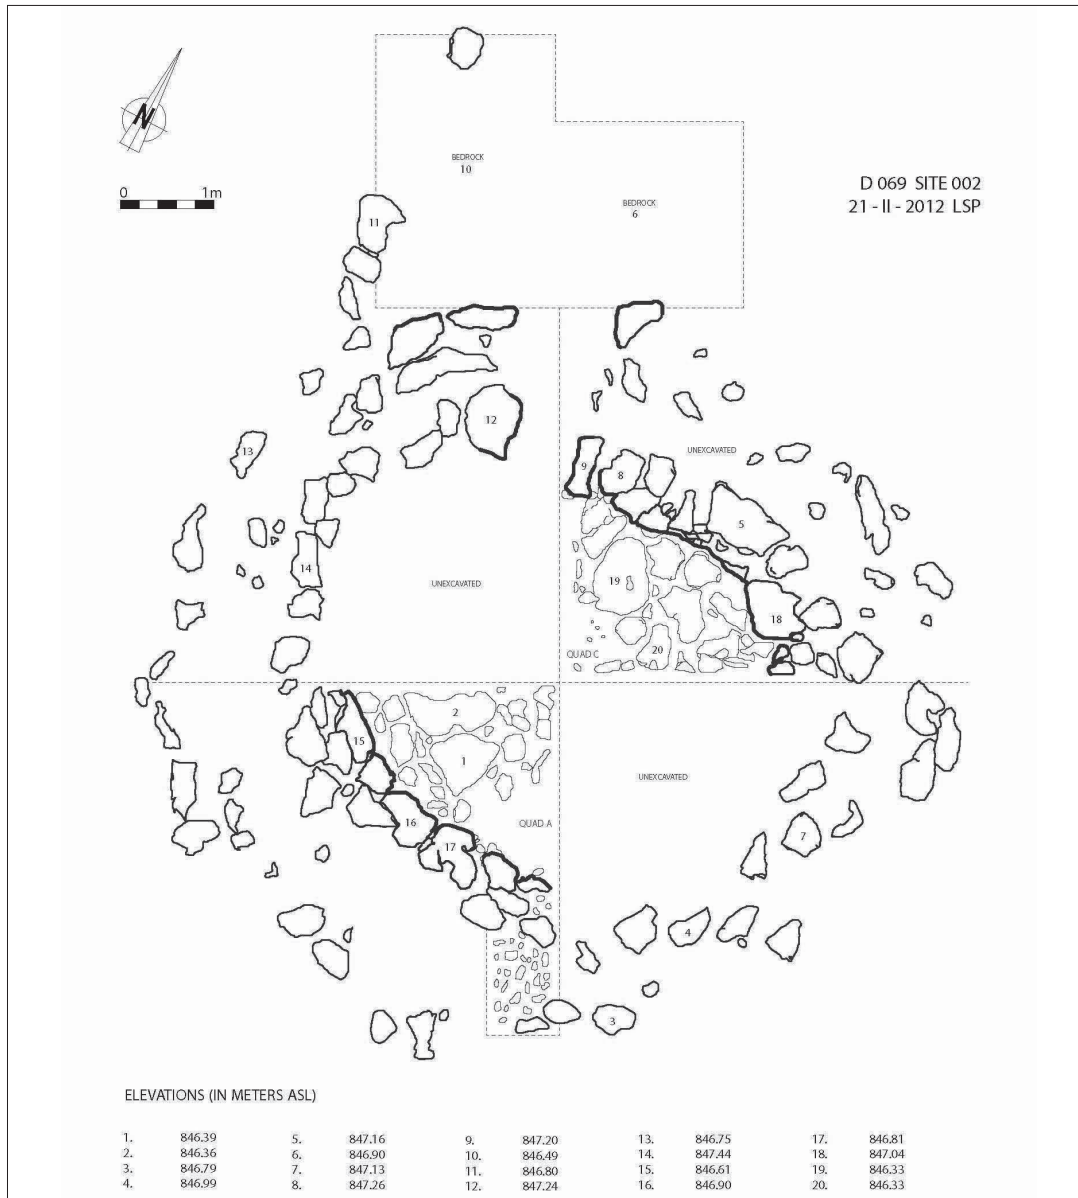 N
0 1m
D 069 SITE 002
21 - II - 2012 LSP
BEDROCK
10
BEDROCK
6
11
12
13
9
8
UNEXCAVATED
5
14
UNEXCAVATED
19
18
QUAD C
20
2
15
1
UNEXCAVATED
16
QUAD A
7
17
4
3
ELEVATIONS (IN METERS ASL)
1. 846.39 5. 847.16 9. 847.20 13. 846.75 17. 846.81
2. 846.36 6. 846.90 10. 846.49 14. 847.44 18. 847.04
3. 846.79 7. 847.13 11. 846.80 15. 846.61 19. 846.33
4. 846.99 8. 847.26 12. 847.24 16. 846.90 20. 846.33